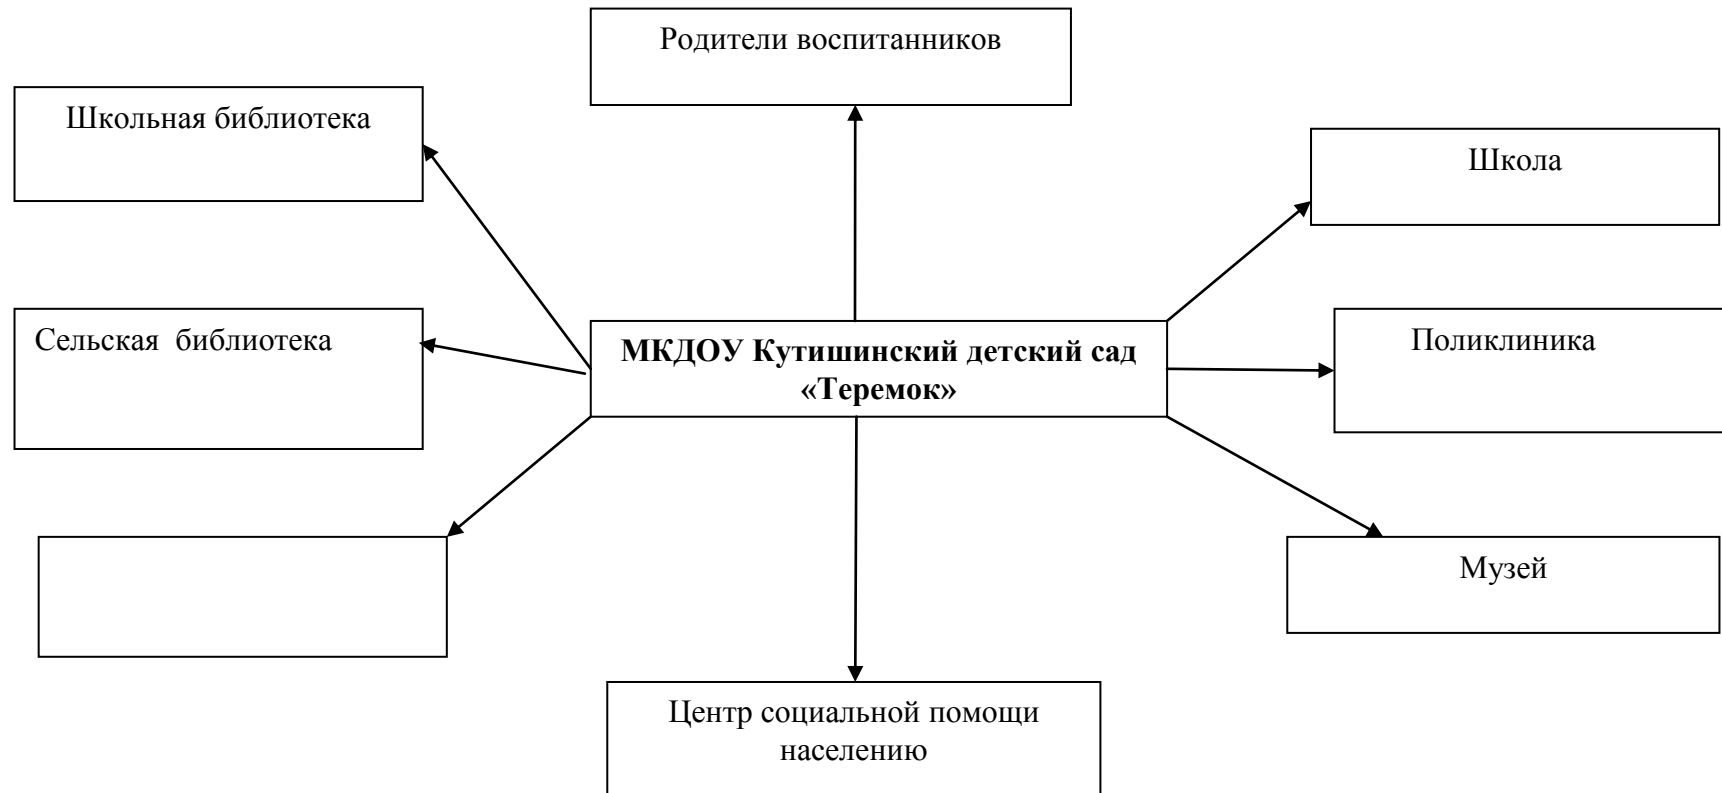 Родители воспитанников
Школьная библиотека
Школа
Сельская  библиотека
МКДОУ Кутишинский детский сад
«Теремок»
Поликлиника
Музей
Центр социальной помощи
населению